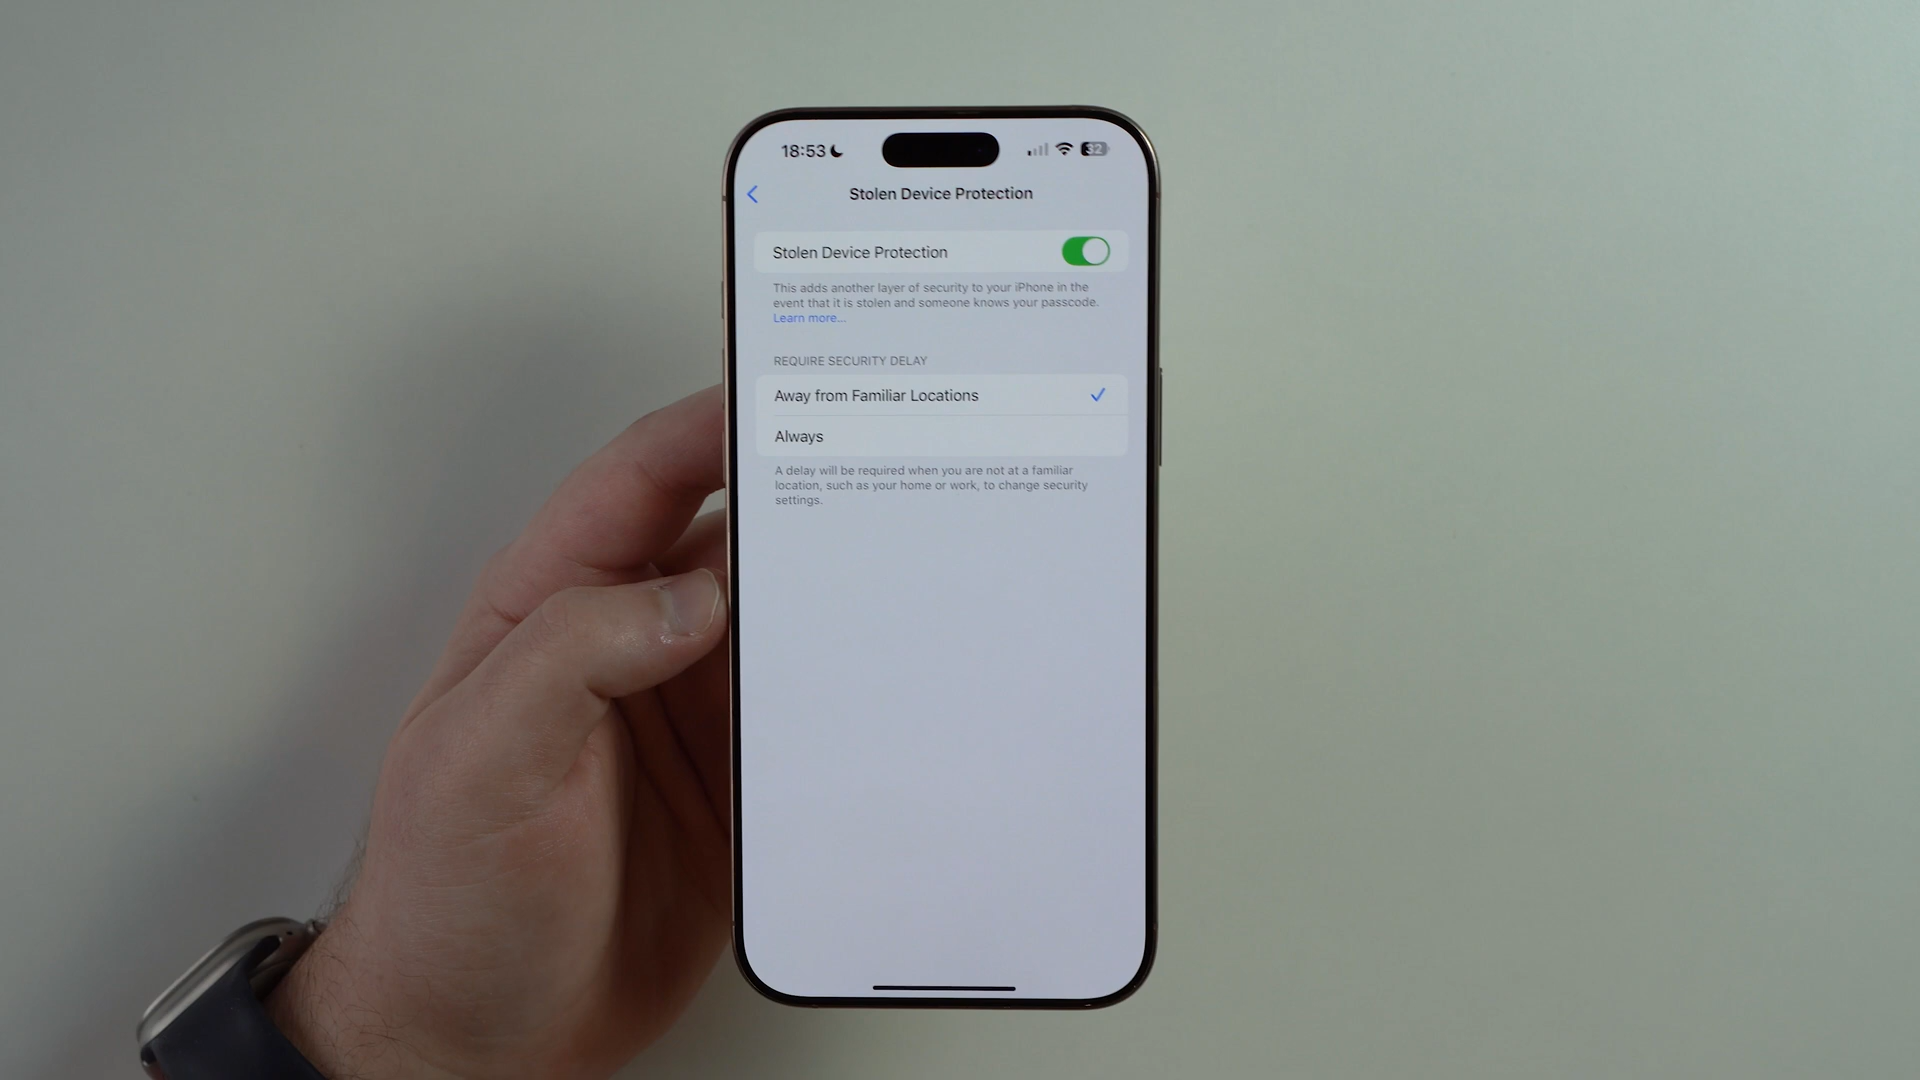 18:53
32
Stolen Device Protection
Stolen Device Protection
This adds another layer of security to your iPhone in the
event that it is stolen and someone knows your passcode.
Learn more...
REQUIRE SECURITY DELAY
Away from Familiar Locations
Always
A delay will be required when you are not at a familiar
location, such as your home or work, to change security
settings.